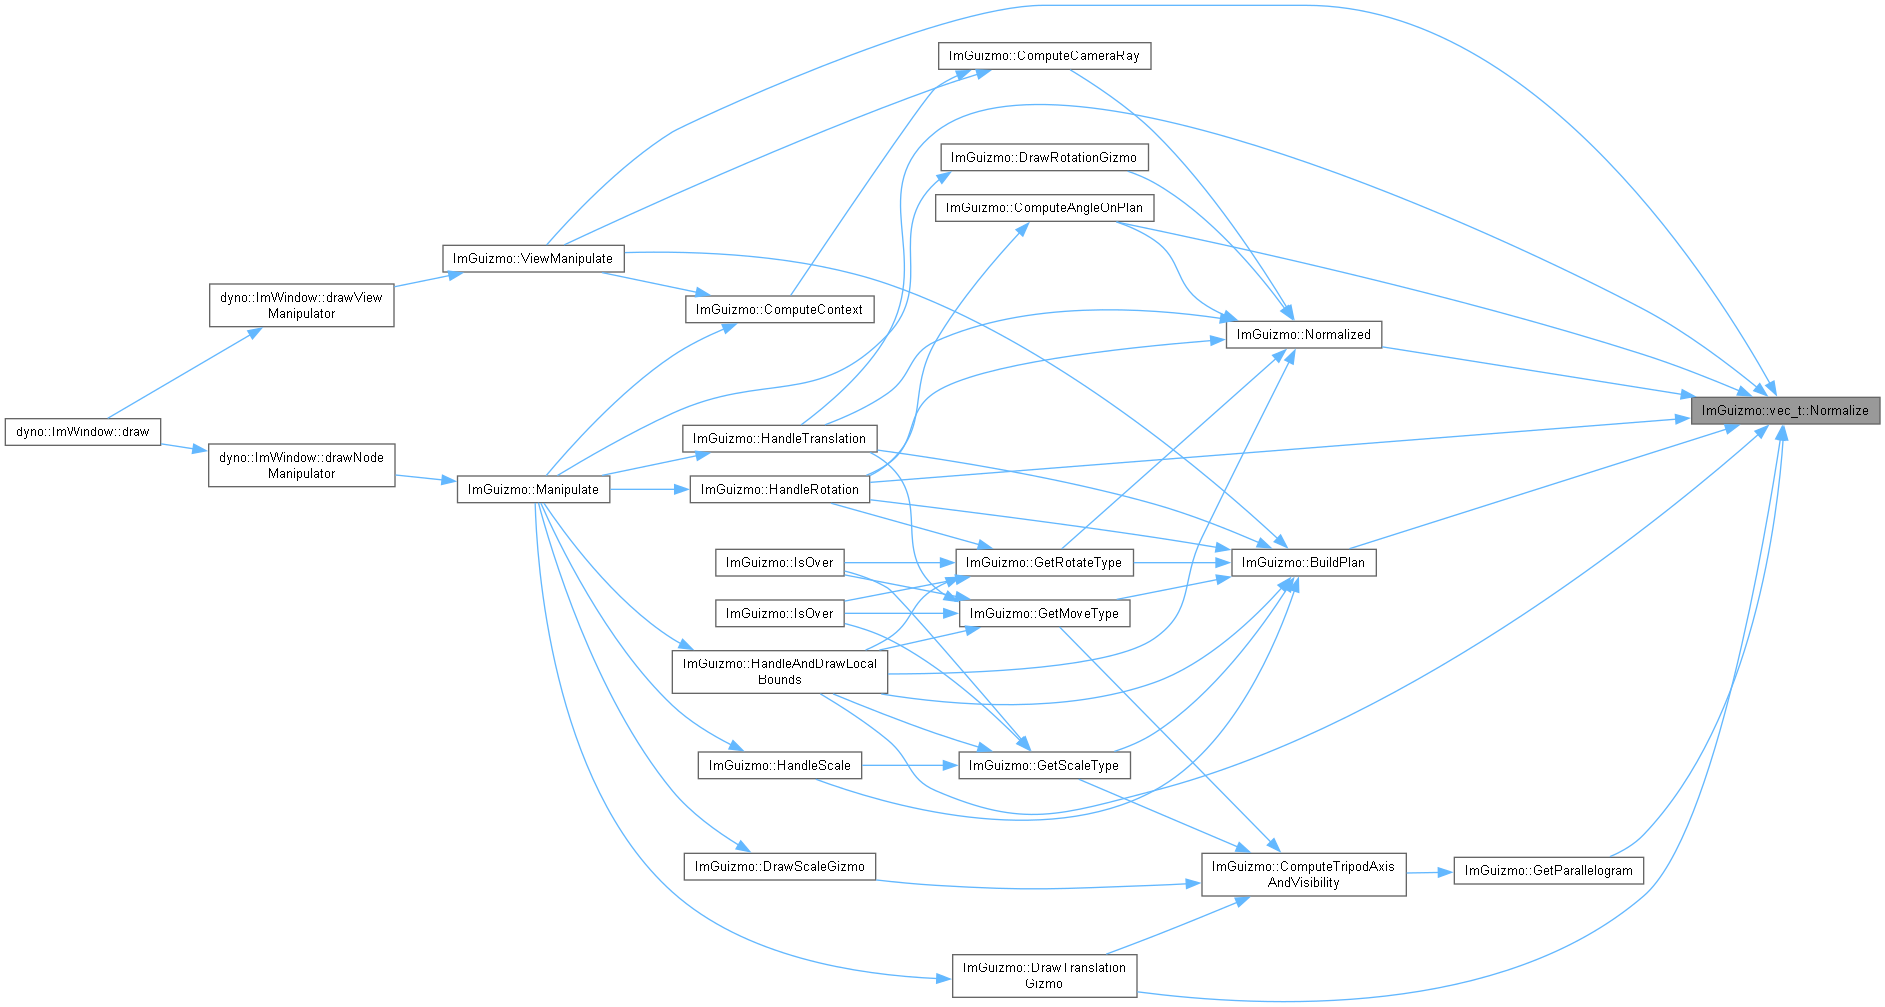 ImGuizmo::ComputeCameraRay
ImGuizmo::DrawRotationGizmo
ImGuizmo::ComputeAngleOnPlan
ImGuizmo::ViewManipulate
dyno::ImWindow::drawView
Manipulator
ImGuizmo::ComputeContext
ImGuizmo::Normalized
ImGuizmo::vec_t::Normalize
dyno::ImWindow::draw
ImGuizmo::HandleTranslation
dyno::ImWindow::drawNode
Manipulator
ImGuizmo::Manipulate
ImGuizmo::HandleRotation
ImGuizmo::IsOver
ImGuizmo::GetRotateType
ImGuizmo::BuildPlan
ImGuizmo::IsOver
ImGuizmo::GetMoveType
ImGuizmo::HandleAndDrawLocal
Bounds
ImGuizmo::HandleScale
ImGuizmo::GetScaleType
ImGuizmo::DrawScaleGizmo
ImGuizmo::ComputeTripodAxis
AndVisibility
ImGuizmo::GetParallelogram
ImGuizmo::DrawTranslation
Gizmo